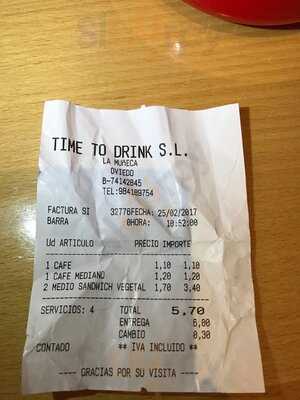 TIME TO DRINK S.L.
LA MUÑECA
OVIEDO
B-74142845
TEL:984189754
FACTURA SI 32778FECHA: 25/02/2017
BARRA 0HORA: 10:52:00
Ud ARTICULO PRECIO IMPORTE
1 CAFE 1,10 1,10
1 CAFE MEDIANO 1,20 1,20
2 MEDIO SANDWICH VEGETAL 1,70 3,40
SERVICIOS: 4 TOTAL 5,70
ENTREGA 6,00
CAMBIO 0,30
CONTADO ** IVA INCLUIDO **
---- GRACIAS POR SU VISITA ----